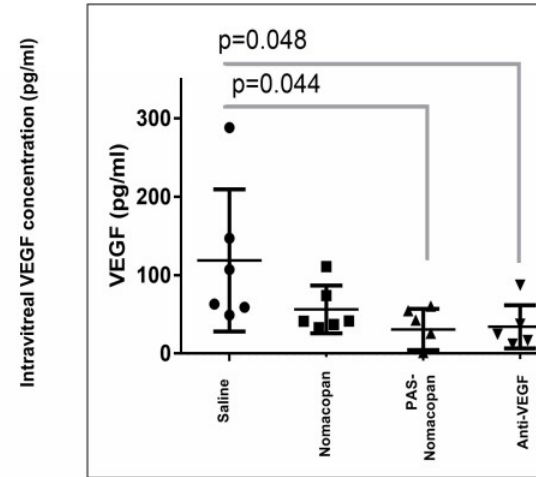 Intravitreal VEGF concentration (pg/ml)
p=0.048
p=0.044
VEGF (pg/ml)
300
200
100
0
Saline
Nomacopan
PAS-
Nomacopan
Anti-VEGF